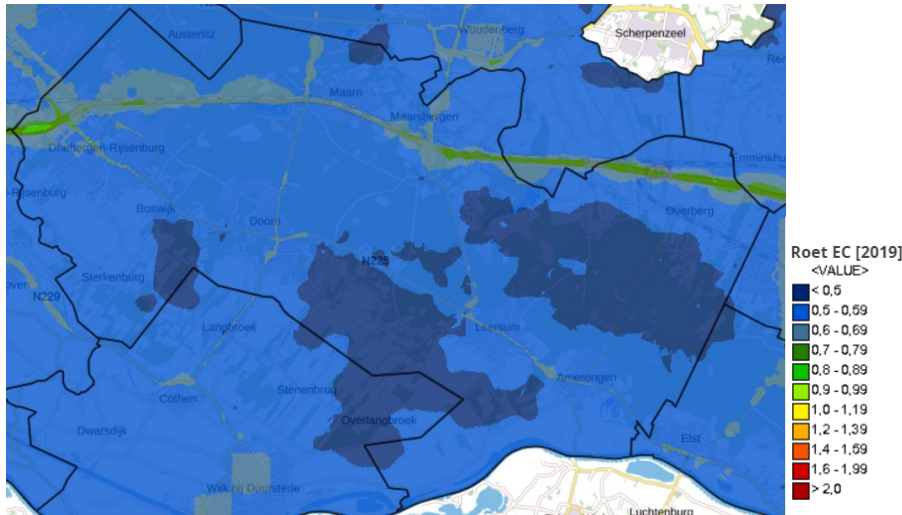 Austerlitz
Woudenberg
Scherpenzeel
Maarn
Maarsbergen
Driebergen-Rijsenburg
Emminkhu
-Rijsenburg
A12
Boswijk
Doorn
Overberg
N225
Sterkenburg
over
N229
Langbroek
Leersum
Amerongen
Stenenbrug
Cothen
Overlangbroek
Dwarsdijk
Elst
Wijk bij Duurstede
Luchtenburg
Roet EC [2019]
<VALUE>
< 0,5
0,5 - 0,59
0,6 - 0,69
0,7 - 0,79
0,8 - 0,89
0,9 - 0,99
1,0 - 1,19
1,2 - 1,39
1,4 - 1,59
1,6 - 1,99
> 2,0